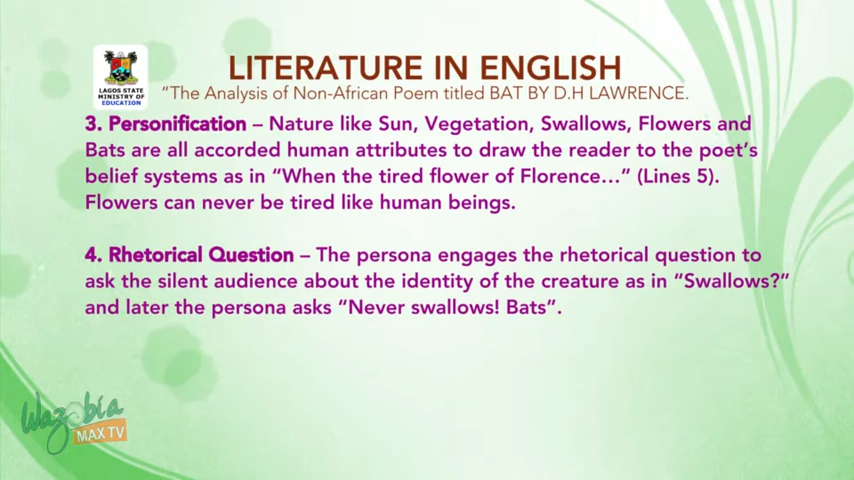 LITERATURE IN ENGLISH
LAGOS STATE
MINISTRY OF
EDUCATION
“The Analysis of Non-African Poem titled BAT BY D.H LAWRENCE.
3. Personification – Nature like Sun, Vegetation, Swallows, Flowers and
Bats are all accorded human attributes to draw the reader to the poet’s
belief systems as in “When the tired flower of Florence...” (Lines 5).
Flowers can never be tired like human beings.
4. Rhetorical Question – The persona engages the rhetorical question to
ask the silent audience about the identity of the creature as in “Swallows?”
and later the persona asks “Never swallows! Bats”.
Wazobia
MAX TV